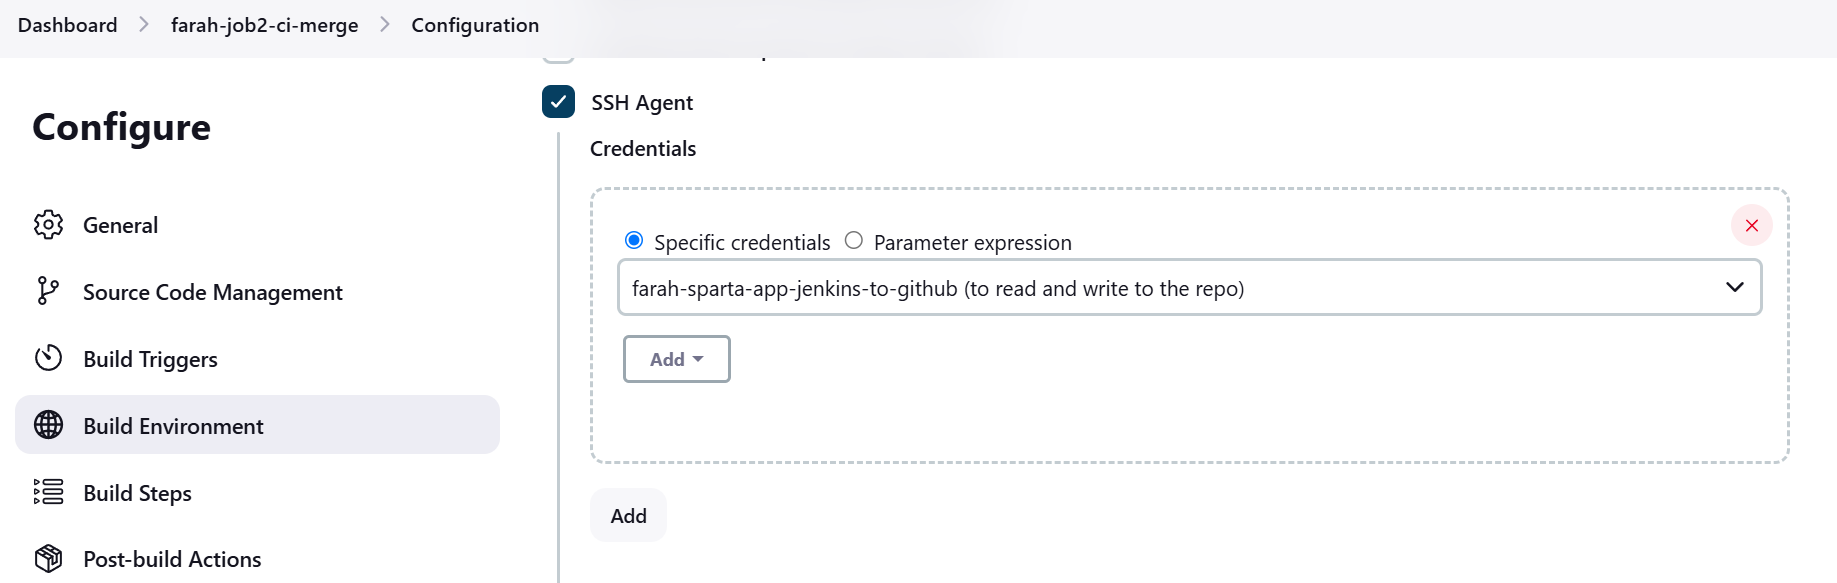 Dashboard > farah-job2-ci-merge > Configuration
Configure
General
Source Code Management
Build Triggers
Build Environment
Build Steps
Post-build Actions
SSH Agent
Credentials
Specific credentials Parameter expression
farah-sparta-app-jenkins-to-github (to read and write to the repo)
Add
Add